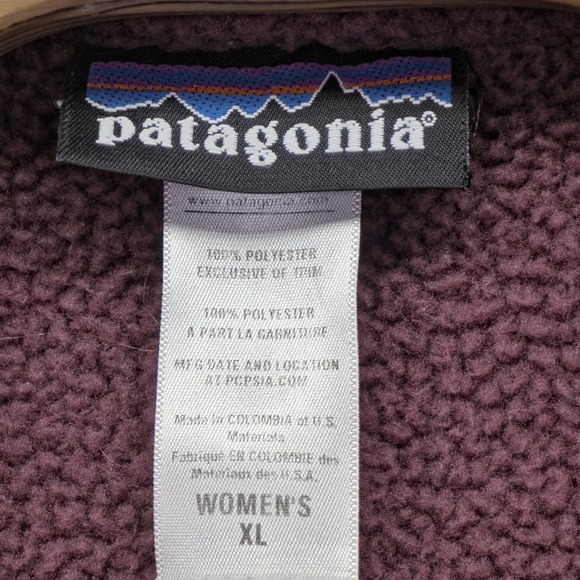 patagonia®
www.patagonia.com
100% POLYESTER
EXCLUSIVE OF TRIM
100% POLYESTER
A PART LA GARNITURE
MFG DATE AND LOCATION
AT PCPSIA.COM
Made in COLOMBIA of U.S.
Materials
Fabriqué EN COLOMBIE des
Materiaux des U.S.A.
WOMEN'S
XL